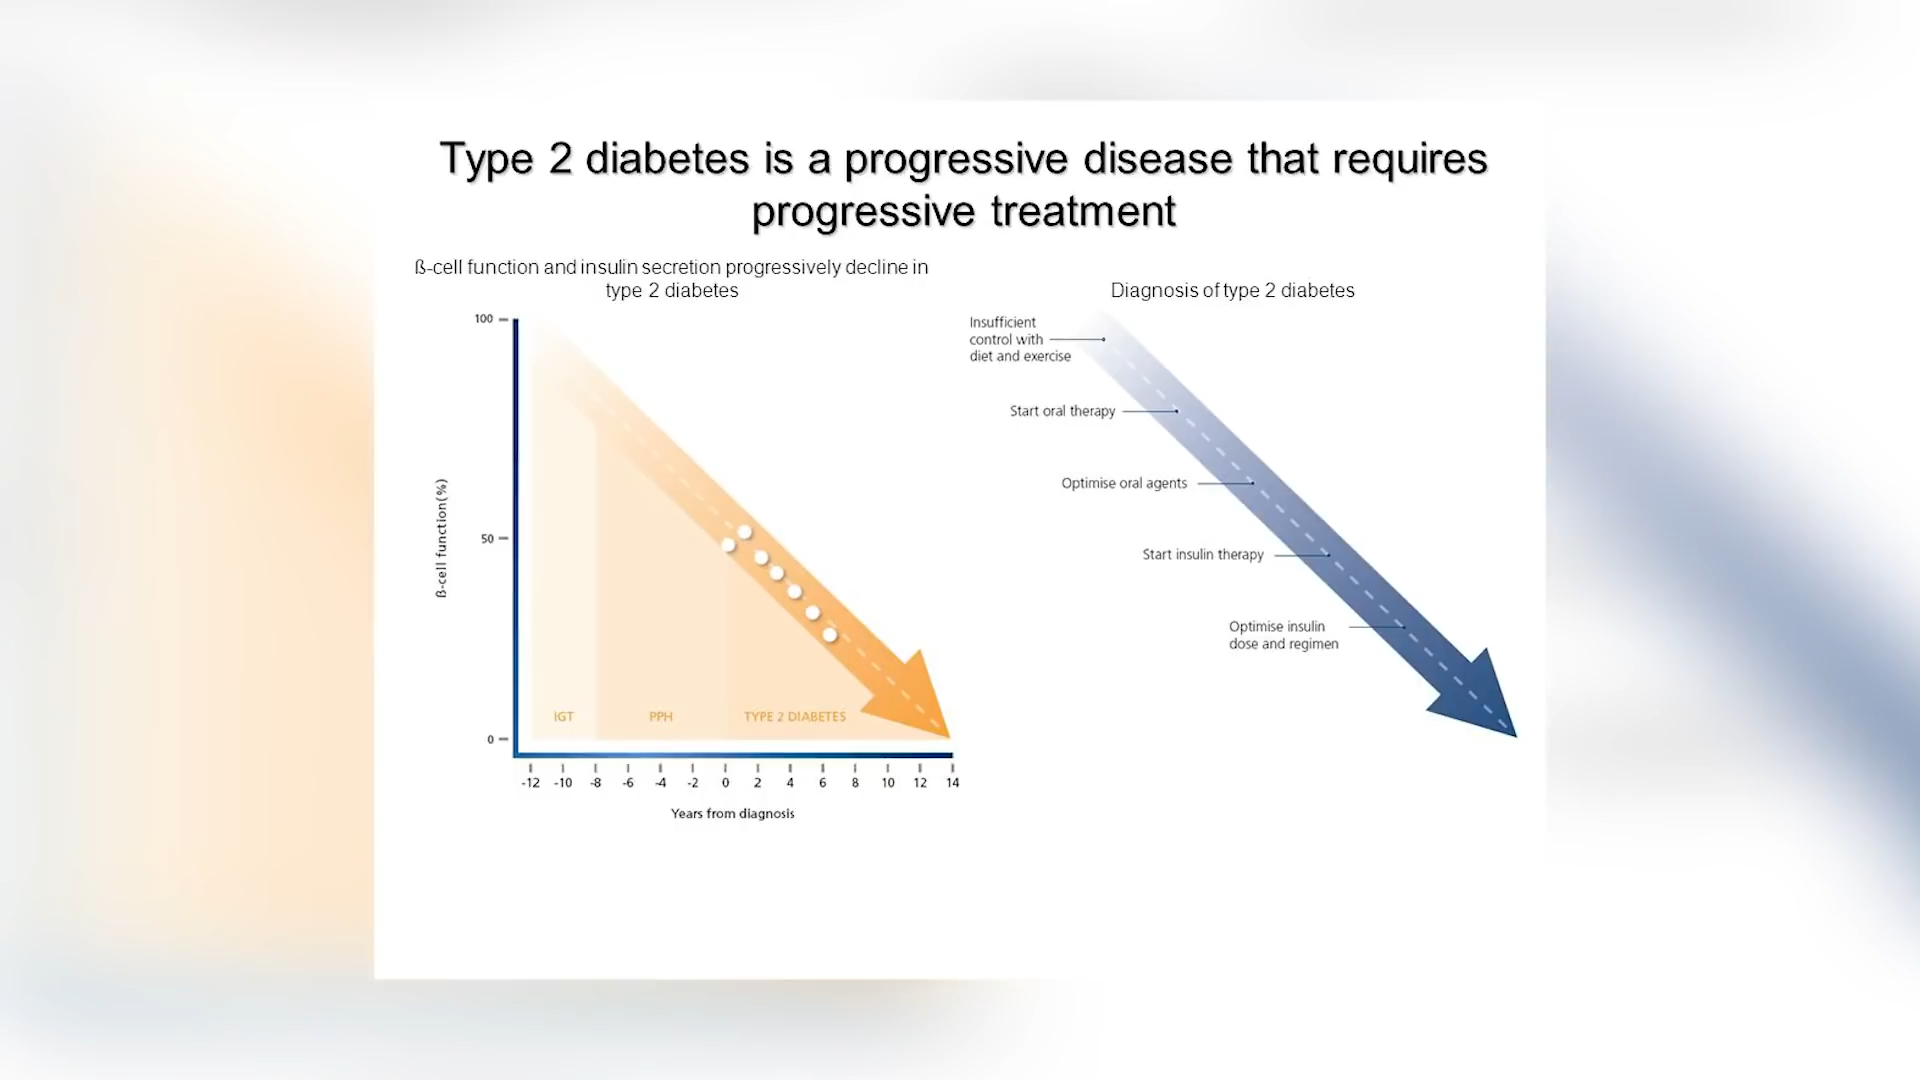 Type 2 diabetes is a progressive disease that requires
progressive treatment
ß-cell function and insulin secretion progressively decline in
type 2 diabetes
100
50
0
ß-cell function(%)
IGT
PPH
TYPE 2 DIABETES
-12 -10 -8 -6 -4 -2 0 2 4 6 8 10 12 14
Years from diagnosis
Diagnosis of type 2 diabetes
Insufficient
control with
diet and exercise
Start oral therapy
Optimise oral agents
Start insulin therapy
Optimise insulin
dose and regimen